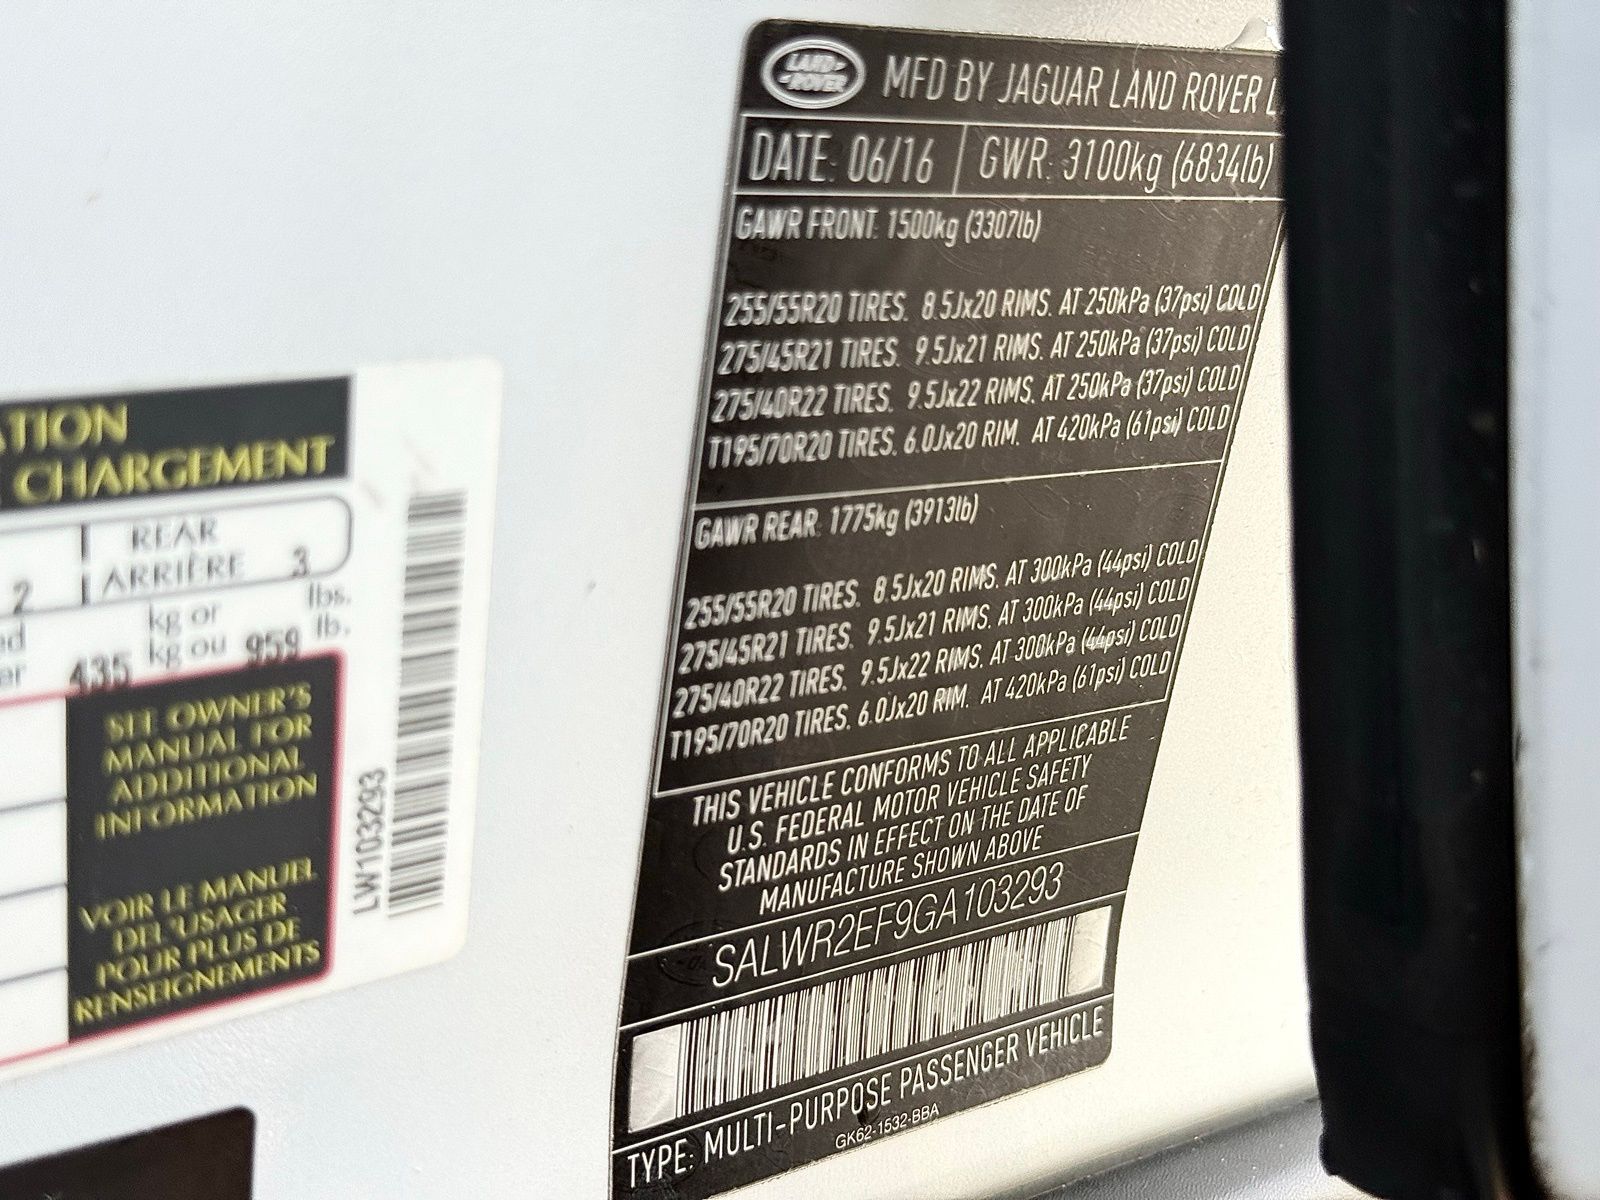 LAND-
-ROVER
MFD BY JAGUAR LAND ROVER L
DATE: 06/16 GWR: 3100kg (6834lb)
GAWR FRONT: 1500kg (3307lb)
255/55R20 TIRES. 8.5Jx20 RIMS. AT 250kPa (37psi) COLD
275/45R21 TIRES. 9.5Jx21 RIMS. AT 250kPa (37psi) COLD
275/40R22 TIRES. 9.5Jx22 RIMS. AT 250kPa (37psi) COLD
T195/70R20 TIRES. 6.0Jx20 RIM. AT 420kPa (61psi) COLD
GAWR REAR: 1775kg (3913lb)
255/55R20 TIRES. 8.5Jx20 RIMS. AT 300kPa (44psi) COLD
275/45R21 TIRES. 9.5Jx21 RIMS. AT 300kPa (44psi) COLD
275/40R22 TIRES. 9.5Jx22 RIMS. AT 300kPa (44psi) COLD
T195/70R20 TIRES. 6.0Jx20 RIM. AT 420kPa (61psi) COLD
THIS VEHICLE CONFORMS TO ALL APPLICABLE
U.S. FEDERAL MOTOR VEHICLE SAFETY
STANDARDS IN EFFECT ON THE DATE OF
MANUFACTURE SHOWN ABOVE
SALWR2EF9GA103293
TYPE: MULTI-PURPOSE PASSENGER VEHICLE
GK62-1532-BBA
ATION
CHARGEMENT
2 REAR
ARRIÈRE 3
ed kg or lbs.
er 435 kg ou 959 lb.
SEE OWNER'S
MANUAL FOR
ADDITIONAL
INFORMATION
VOIR LE MANUEL
DEL'USAGER
POUR PLUS DE
RENSEIGNEMENTS
LW103293